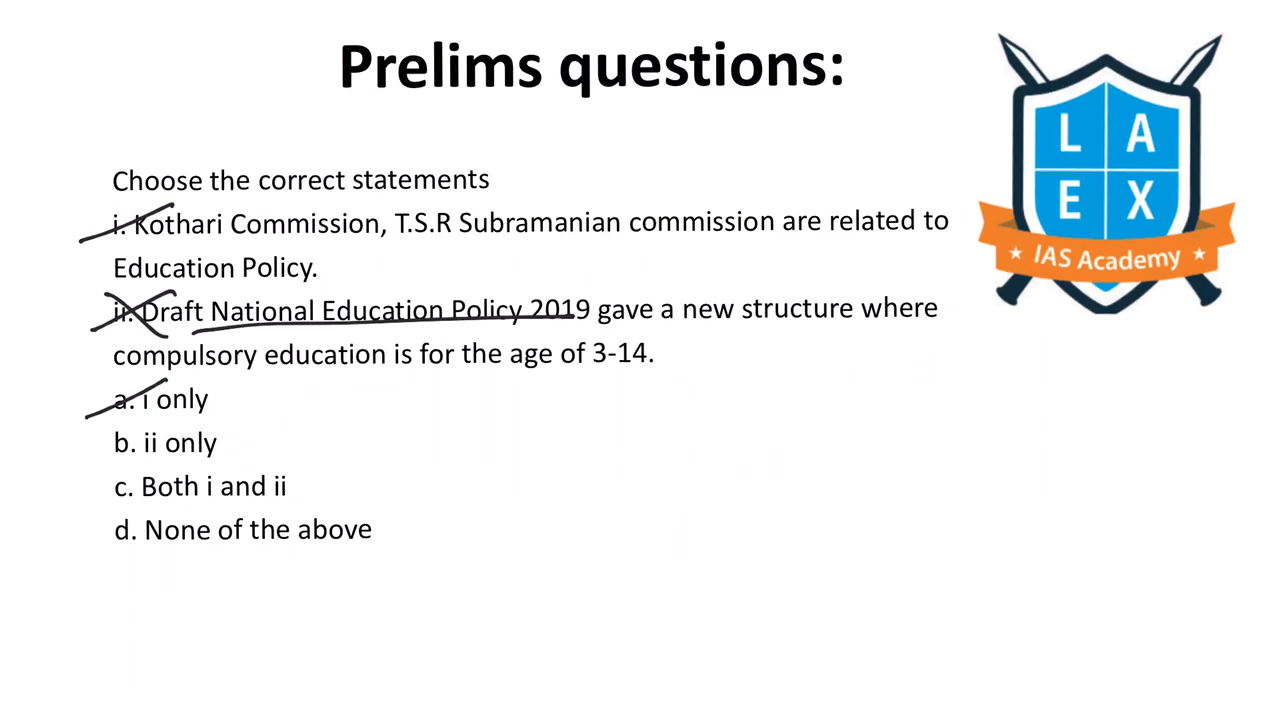 Prelims questions:
L A
E X
IAS Academy
Choose the correct statements
i. Kothari Commission, T.S.R Subramanian commission are related to
Education Policy.
ii. Draft National Education Policy 2019 gave a new structure where
compulsory education is for the age of 3-14.
a. i only
b. ii only
c. Both i and ii
d. None of the above